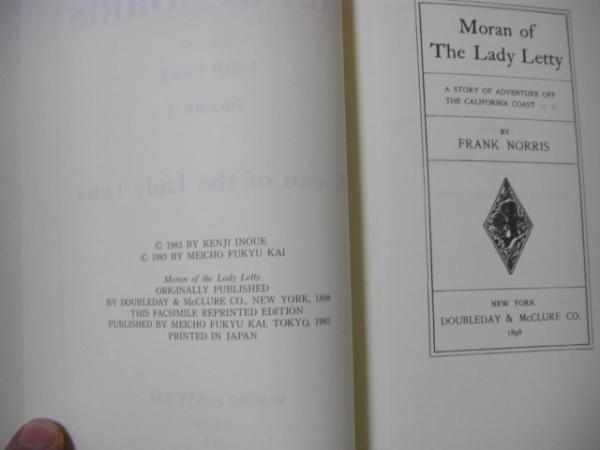 © 1983 BY KENJI INOUE
© 1983 BY MEICHO FUKYU KAI
Moran of the Lady Letty
ORIGINALLY PUBLISHED
BY DOUBLEDAY & McCLURE CO., NEW YORK, 1898
THIS FACSIMILE REPRINTED EDITION
PUBLISHED BY MEICHO FUKYU KAI, TOKYO, 1983
PRINTED IN JAPAN
Moran of
The Lady Letty
A STORY OF ADVENTURE OFF
THE CALIFORNIA COAST :: ::
BY
FRANK NORRIS
NEW YORK
DOUBLEDAY & McCLURE CO.
1898